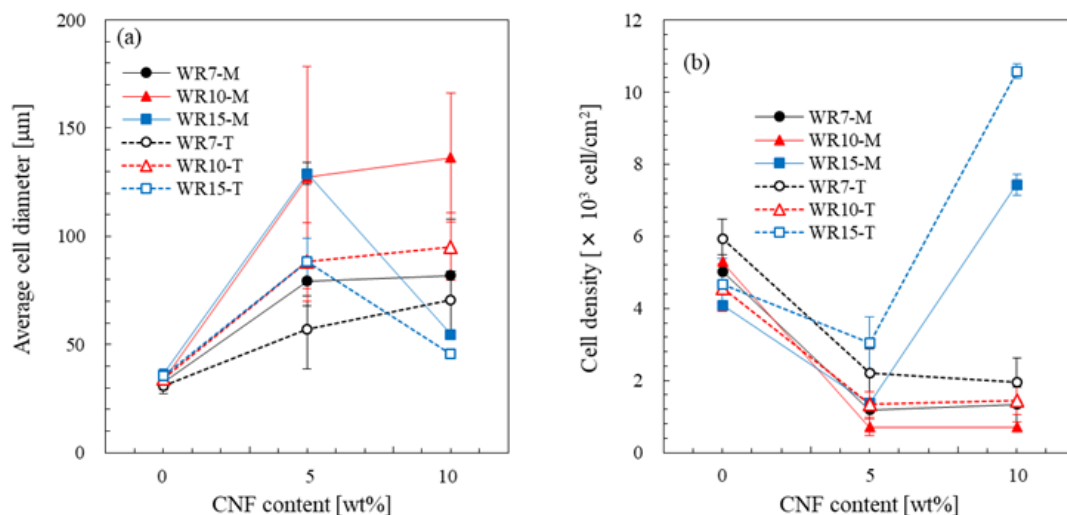 (a)
200
150
100
50
0
Average cell diameter [μm]
WR7-M
WR10-M
WR15-M
WR7-T
WR10-T
WR15-T
0 5 10
CNF content [wt%]
(b)
12
10
8
6
4
2
0
Cell density [ × 10³ cell/cm²]
WR7-M
WR10-M
WR15-M
WR7-T
WR10-T
WR15-T
0 5 10
CNF content [wt%]